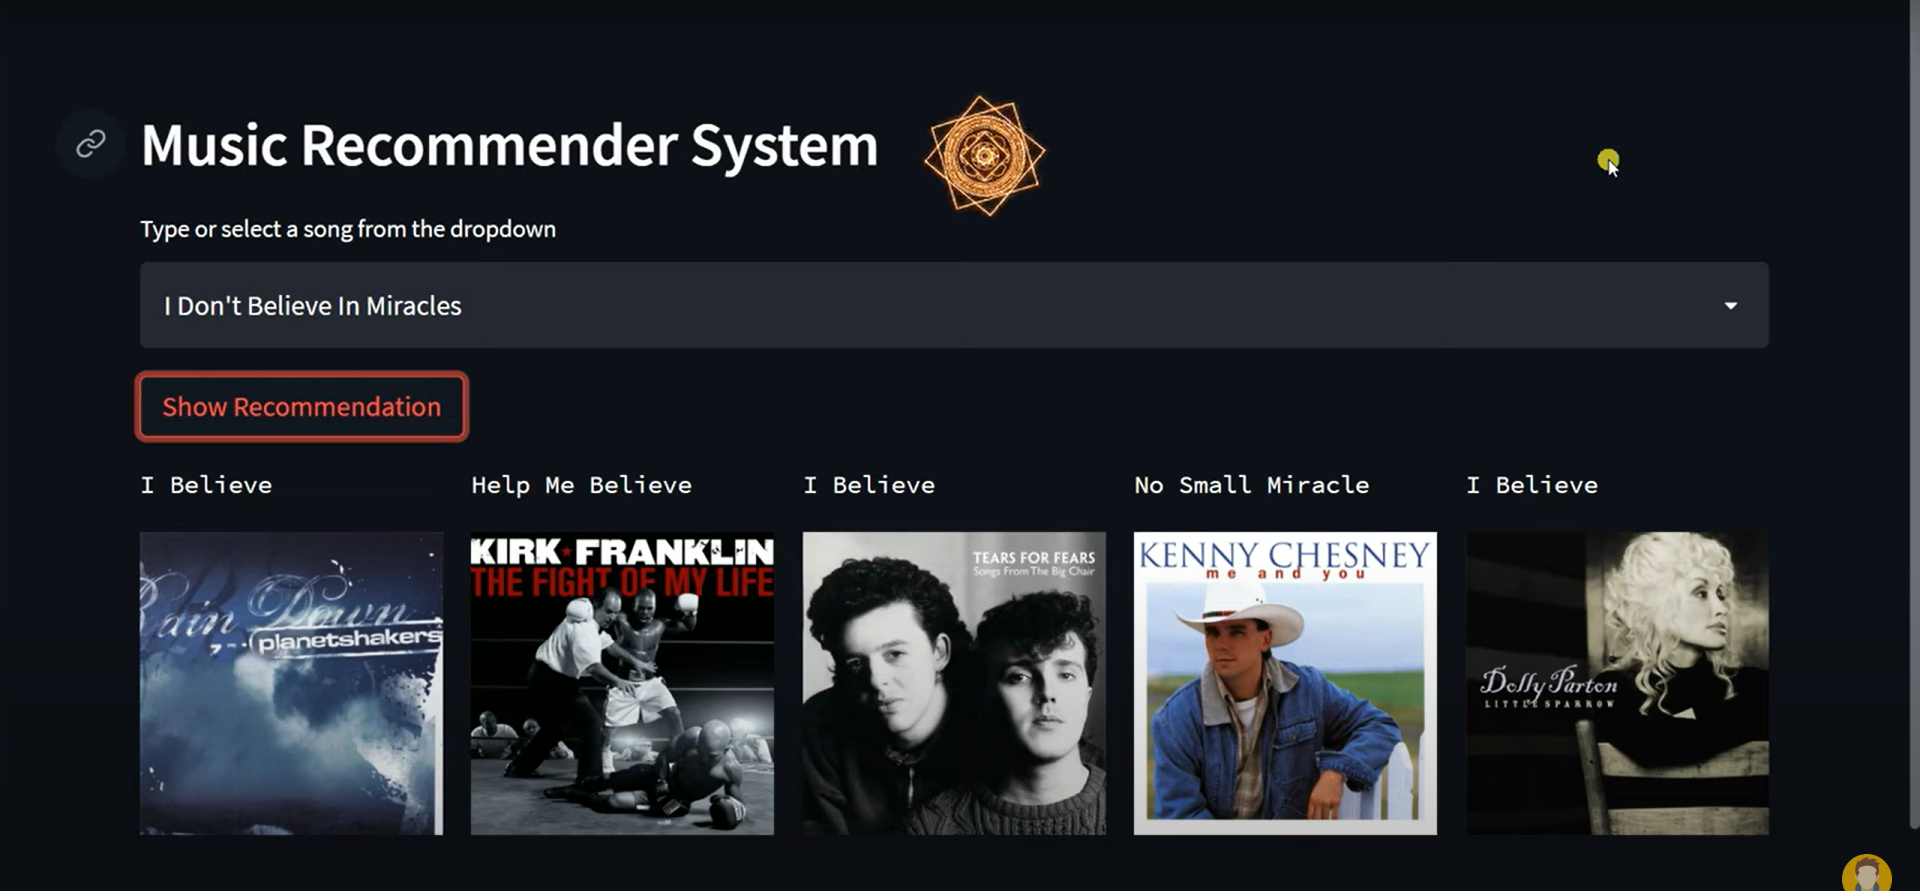 Music Recommender System
Type or select a song from the dropdown
I Don't Believe In Miracles
Show Recommendation
I Believe
Help Me Believe
I Believe
No Small Miracle
I Believe
Rain Down
planetshakers
KIRK★FRANKLIN
THE FIGHT OF MY LIFE
TEARS FOR FEARS
Songs From The Big Chair
KENNY CHESNEY
me and you
Dolly Parton
LITTLE SPARROW